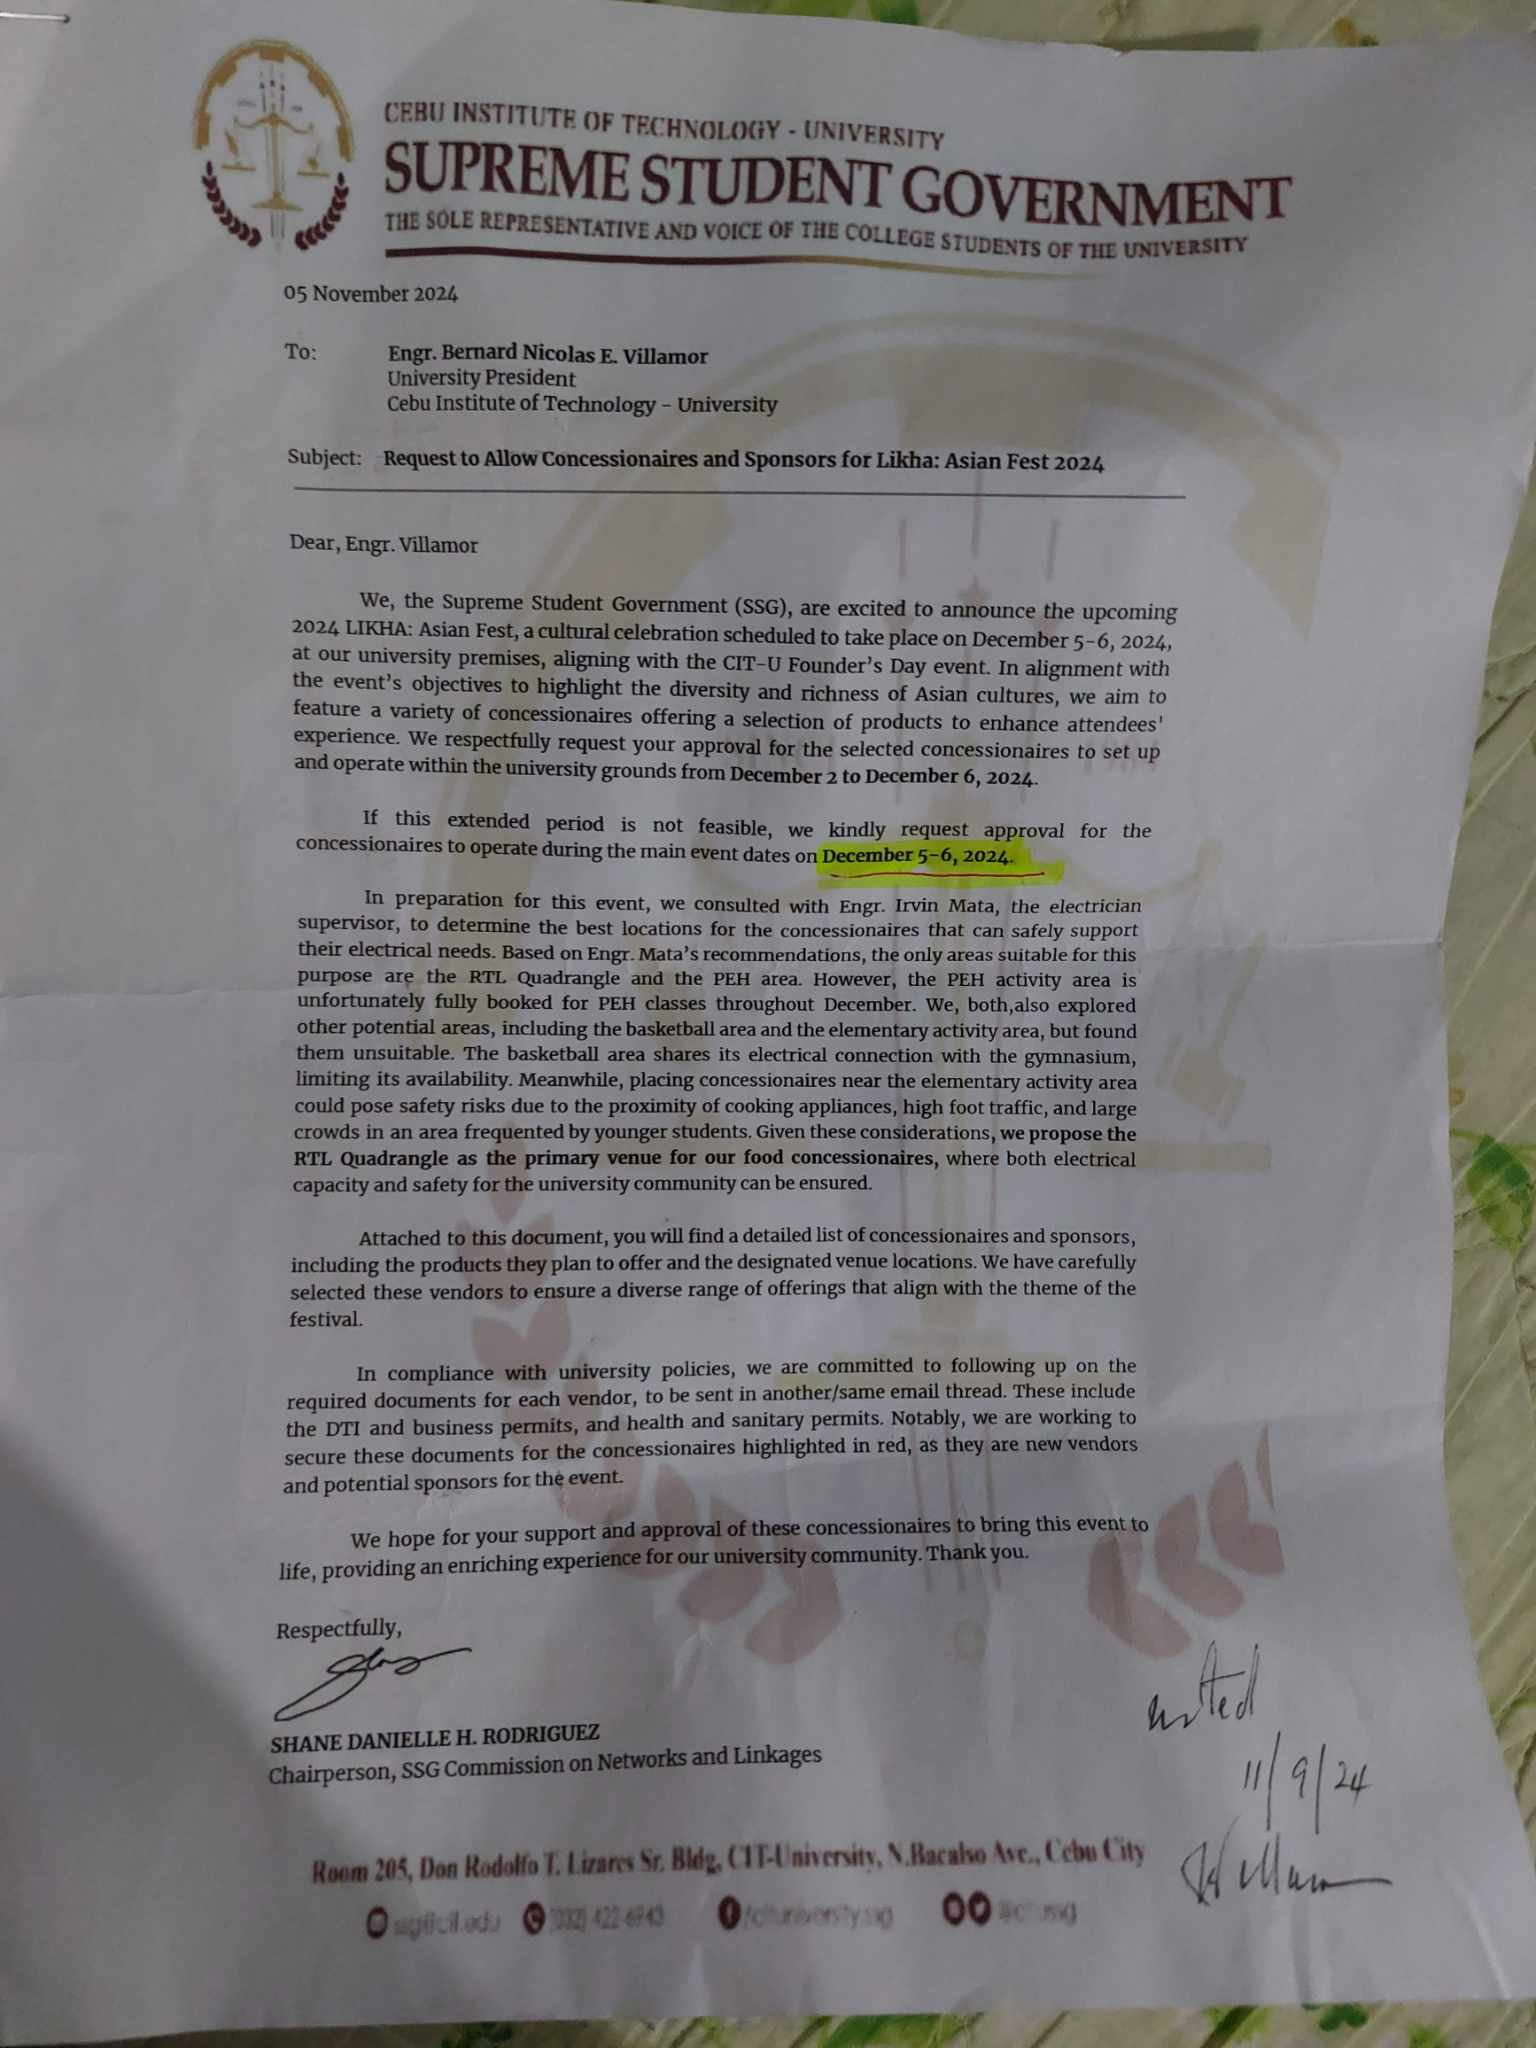 CEBU INSTITUTE OF TECHNOLOGY - UNIVERSITY
SUPREME STUDENT GOVERNMENT
THE SOLE REPRESENTATIVE AND VOICE OF THE COLLEGE STUDENTS OF THE UNIVERSITY
05 November 2024
To: Engr. Bernard Nicolas E. Villamor
University President
Cebu Institute of Technology – University
Subject: Request to Allow Concessionaires and Sponsors for Likha: Asian Fest 2024
Dear, Engr. Villamor
We, the Supreme Student Government (SSG), are excited to announce the upcoming
2024 LIKHA: Asian Fest, a cultural celebration scheduled to take place on December 5-6, 2024,
at our university premises, aligning with the CIT-U Founder's Day event. In alignment with
the event's objectives to highlight the diversity and richness of Asian cultures, we aim to
feature a variety of concessionaires offering a selection of products to enhance attendees'
experience. We respectfully request your approval for the selected concessionaires to set up
and operate within the university grounds from December 2 to December 6, 2024.
If this extended period is not feasible, we kindly request approval for the
concessionaires to operate during the main event dates on December 5-6, 2024.
In preparation for this event, we consulted with Engr. Irvin Mata, the electrician
supervisor, to determine the best locations for the concessionaires that can safely support
their electrical needs. Based on Engr. Mata's recommendations, the only areas suitable for this
purpose are the RTL Quadrangle and the PEH area. However, the PEH activity area is
unfortunately fully booked for PEH classes throughout December. We, both,also explored
other potential areas, including the basketball area and the elementary activity area, but found
them unsuitable. The basketball area shares its electrical connection with the gymnasium,
limiting its availability. Meanwhile, placing concessionaires near the elementary activity area
could pose safety risks due to the proximity of cooking appliances, high foot traffic, and large
crowds in an area frequented by younger students. Given these considerations, we propose the
RTL Quadrangle as the primary venue for our food concessionaires, where both electrical
capacity and safety for the university community can be ensured.
Attached to this document, you will find a detailed list of concessionaires and sponsors,
including the products they plan to offer and the designated venue locations. We have carefully
selected these vendors to ensure a diverse range of offerings that align with the theme of the
festival.
In compliance with university policies, we are committed to following up on the
required documents for each vendor, to be sent in another/same email thread. These include
the DTI and business permits, and health and sanitary permits. Notably, we are working to
secure these documents for the concessionaires highlighted in red, as they are new vendors
and potential sponsors for the event.
We hope for your support and approval of these concessionaires to bring this event to
life, providing an enriching experience for our university community. Thank you.
Respectfully,
SHANE DANIELLE H. RODRIGUEZ
Chairperson, SSG Commission on Networks and Linkages
noted
11/9/24
Room 205, Don Rodolfo T. Lizares Sr. Bldg, CIT-University, N.Bacalso Ave., Cebu City
ssg@cit.edu